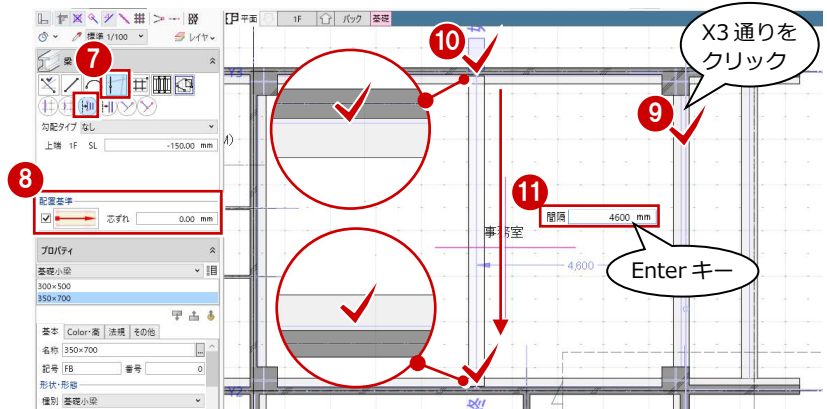 平面 1F バック 基礎
標準 1/100 レイヤ
梁
7
勾配タイプ なし
上端 1F SL -150.00 mm
8
配置基準
芯ずれ 0.00 mm
プロパティ
基礎小梁
300×500
350×700
基本 Color・高 法規 その他
名称 350×700 ...
記号 FB 番号 0
形状・形態
種別 基礎小梁
Y3
Y2
10
X3 通りを
クリック
9
11
間隔 4600 mm
事務室
4,600
Enter キー